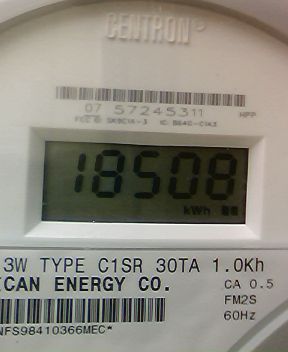 CENTRON®
07 57245311 HPP
18508
kWh
3W TYPE C1SR 30TA 1.0Kh
ICAN ENERGY CO. CA 0.5
FM2S
NFS98410366MEC* 60Hz